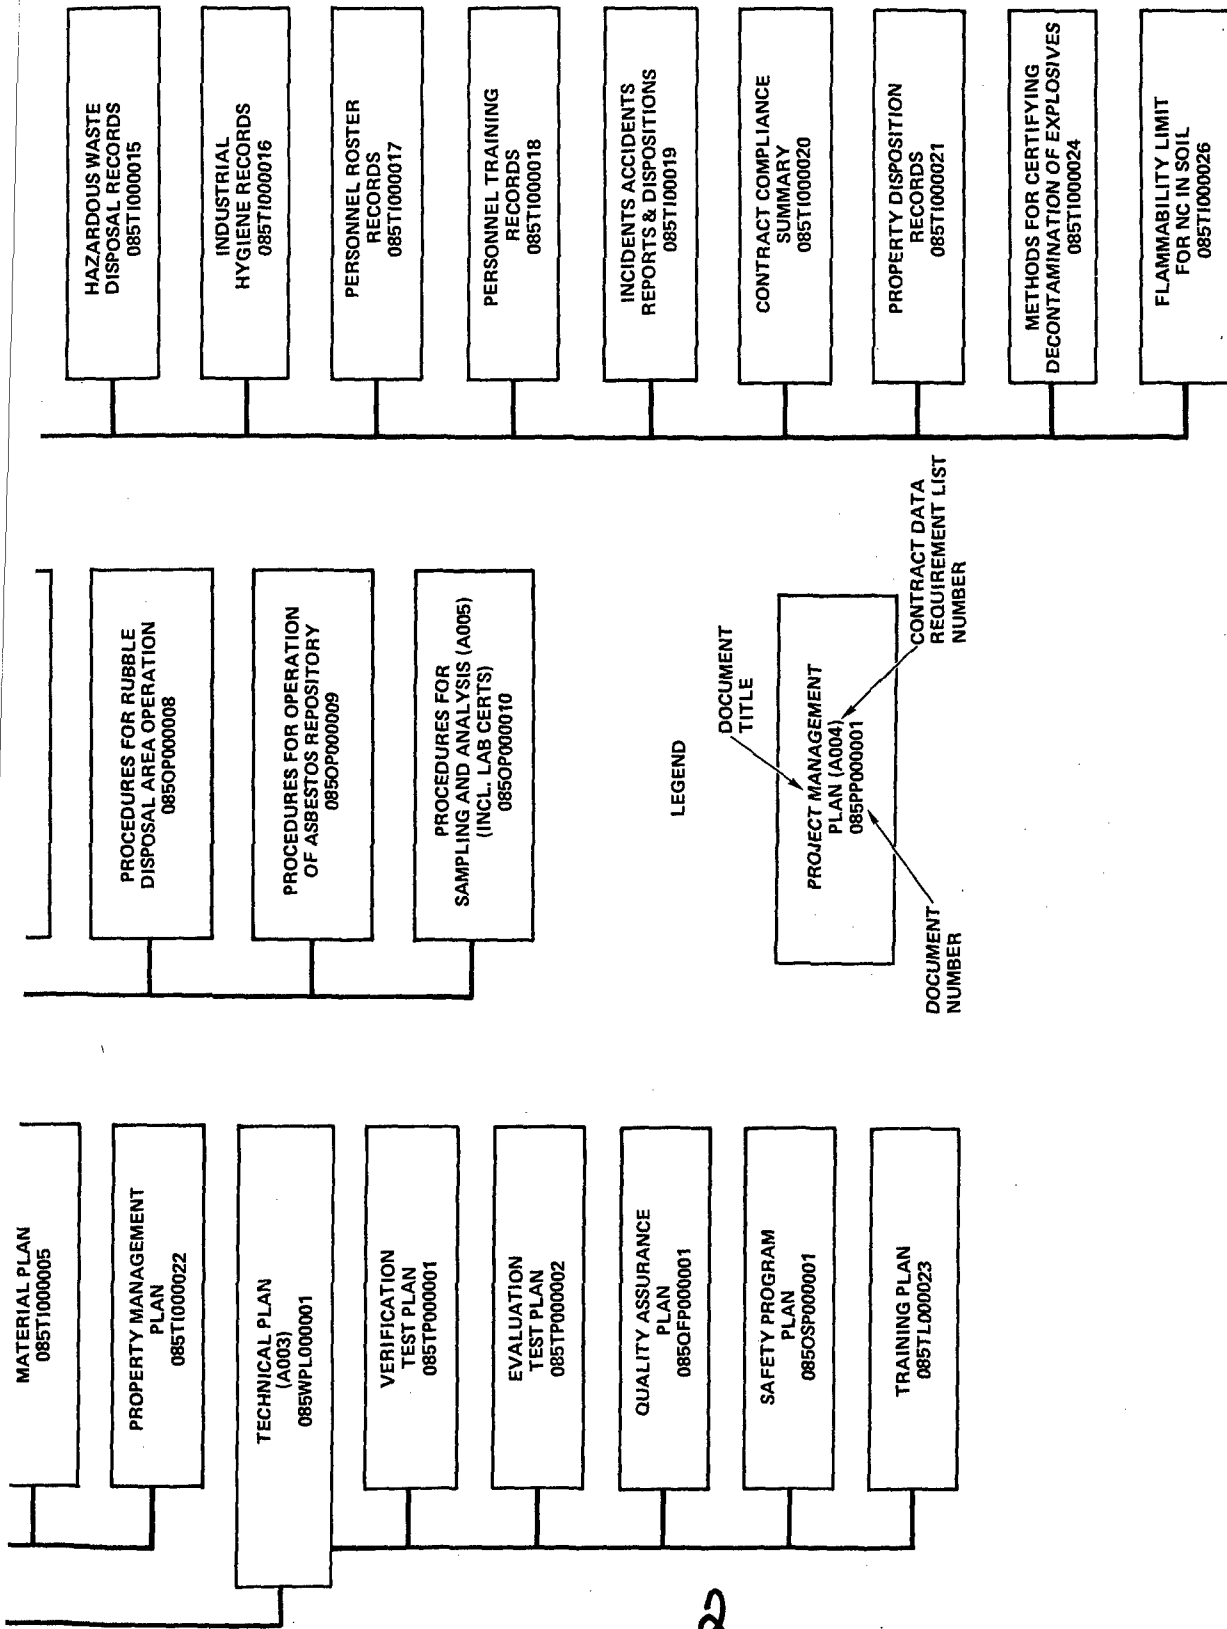 MATERIAL PLAN
085TI000005
PROPERTY MANAGEMENT
PLAN
085TI000022
TECHNICAL PLAN
(A003)
085WPL000001
VERIFICATION
TEST PLAN
085TP000001
EVALUATION
TEST PLAN
085TP000002
QUALITY ASSURANCE
PLAN
085QFP000001
SAFETY PROGRAM
PLAN
085OSP000001
TRAINING PLAN
085TL000023
PROCEDURES FOR RUBBLE
DISPOSAL AREA OPERATION
085OP000008
PROCEDURES FOR OPERATION
OF ASBESTOS REPOSITORY
085OP000009
PROCEDURES FOR
SAMPLING AND ANALYSIS (A005)
(INCL. LAB CERTS)
085OP000010
LEGEND
DOCUMENT
TITLE
PROJECT MANAGEMENT
PLAN (A004)
085PP000001
CONTRACT DATA
REQUIREMENT LIST
NUMBER
DOCUMENT
NUMBER
HAZARDOUS WASTE
DISPOSAL RECORDS
085TI000015
INDUSTRIAL
HYGIENE RECORDS
085TI000016
PERSONNEL ROSTER
RECORDS
085TI000017
PERSONNEL TRAINING
RECORDS
085TI000018
INCIDENTS ACCIDENTS
REPORTS & DISPOSITIONS
085TI00019
CONTRACT COMPLIANCE
SUMMARY
085TI000020
PROPERTY DISPOSITION
RECORDS
085TI000021
METHODS FOR CERTIFYING
DECONTAMINATION OF EXPLOSIVES
085TI000024
FLAMMABILITY LIMIT
FOR NC IN SOIL
085TI000026
2